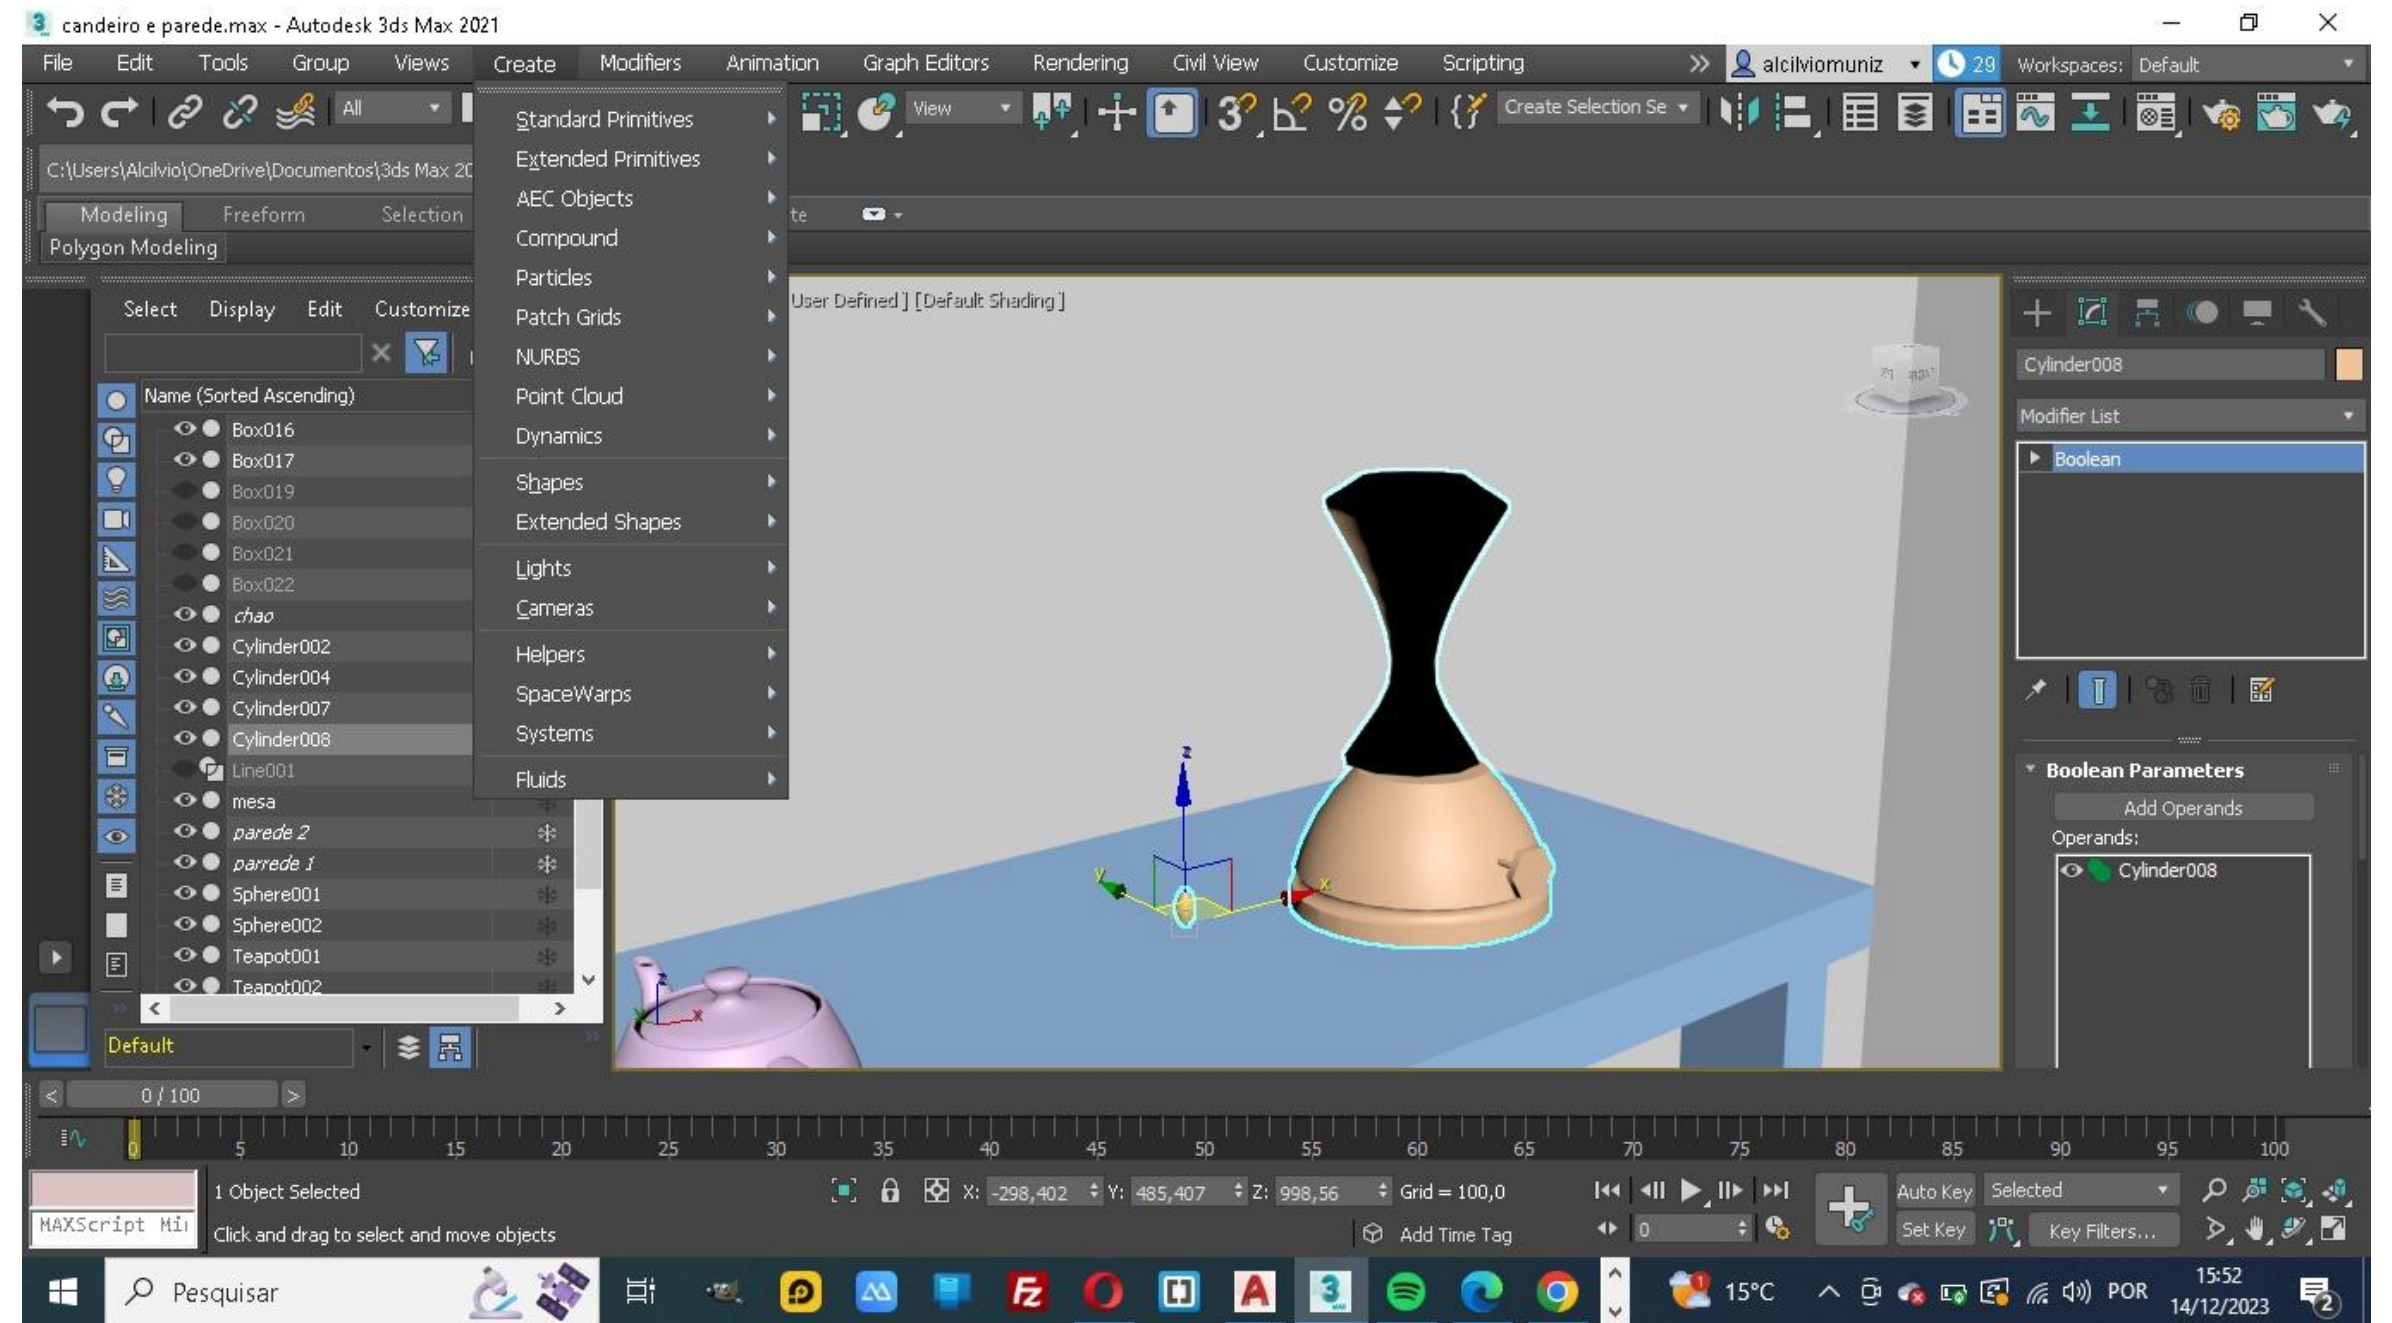 candeiro e parede.max - Autodesk 3ds Max 2021
File Edit Tools Group Views Create Modifiers Animation Graph Editors Rendering Civil View Customize Scripting alcilviomuniz 29 Workspaces: Default
All View Create Selection Se
C:\Users\Alcilvio\OneDrive\Documentos\3ds Max 20
Modeling Freeform Selection te
Polygon Modeling
Standard Primitives
Extended Primitives
AEC Objects
Compound
Particles
Patch Grids
NURBS
Point Cloud
Dynamics
Shapes
Extended Shapes
Lights
Cameras
Helpers
SpaceWarps
Systems
Fluids
Select Display Edit Customize
Name (Sorted Ascending)
Box016
Box017
Box019
Box020
Box021
Box022
chao
Cylinder002
Cylinder004
Cylinder007
Cylinder008
Line001
mesa
parede 2
parrede 1
Sphere001
Sphere002
Teapot001
Teapot002
Default
User Defined ] [Default Shading ]
z
y
x
z
x
Cylinder008
Modifier List
Boolean
Boolean Parameters
Add Operands
Operands:
Cylinder008
< 0 / 100 >
0 5 10 15 20 25 30 35 40 45 50 55 60 65 70 75 80 85 90 95 100
1 Object Selected X: -298,402 Y: 485,407 Z: 998,56 Grid = 100,0 Auto Key Selected
MAXScript Mi Click and drag to select and move objects Add Time Tag 0 Set Key Key Filters...
Pesquisar 15°C POR 15:52
14/12/2023 2